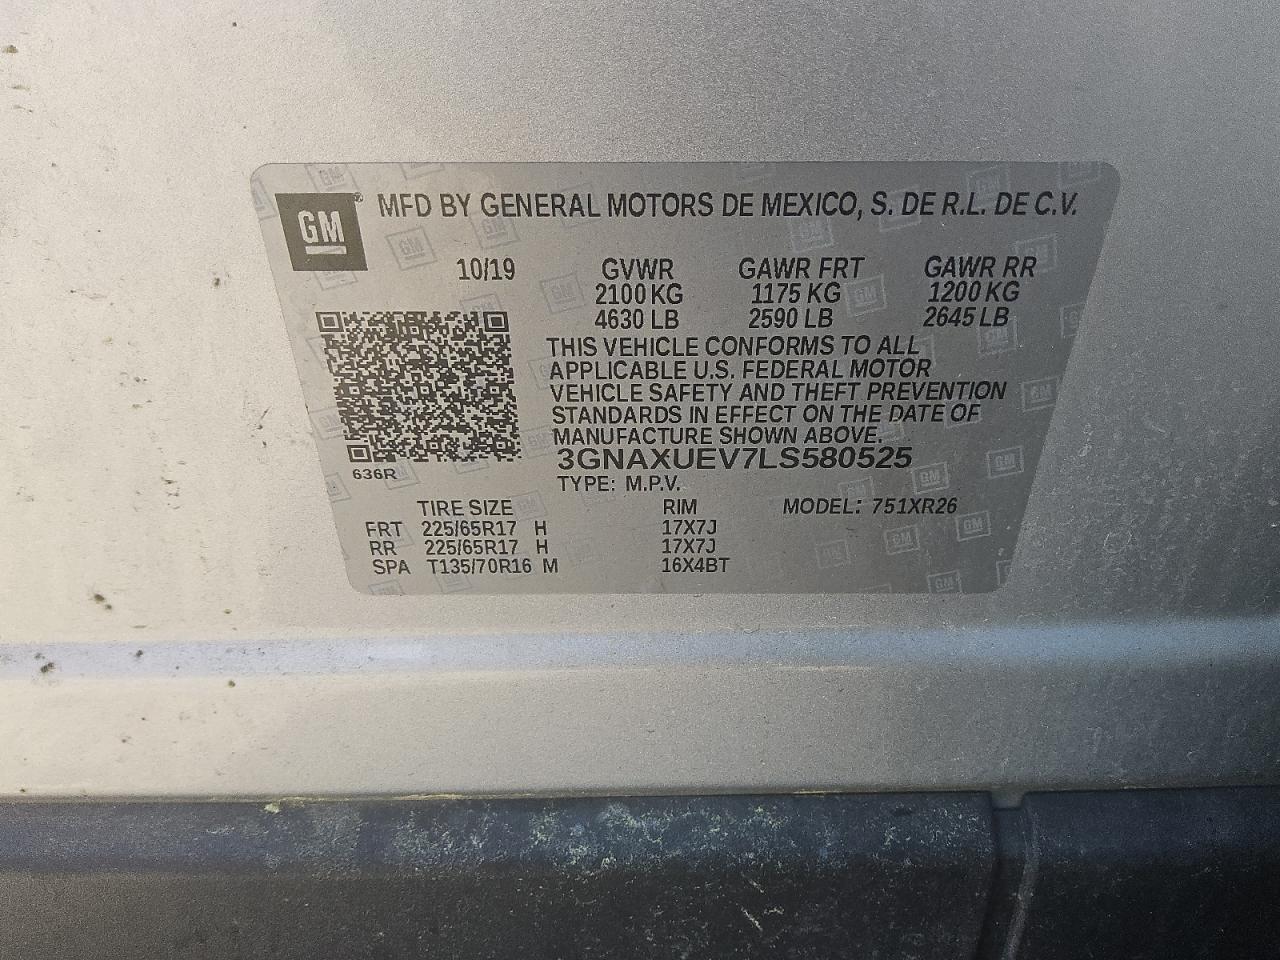 GM® MFD BY GENERAL MOTORS DE MEXICO, S. DE R.L. DE C.V.
10/19 GVWR GAWR FRT GAWR RR
2100 KG 1175 KG 1200 KG
4630 LB 2590 LB 2645 LB
THIS VEHICLE CONFORMS TO ALL
APPLICABLE U.S. FEDERAL MOTOR
VEHICLE SAFETY AND THEFT PREVENTION
STANDARDS IN EFFECT ON THE DATE OF
MANUFACTURE SHOWN ABOVE.
3GNAXUEV7LS580525
636R
TYPE: M.P.V.
TIRE SIZE RIM MODEL: 751XR26
FRT 225/65R17 H 17X7J
RR 225/65R17 H 17X7J
SPA T135/70R16 M 16X4BT